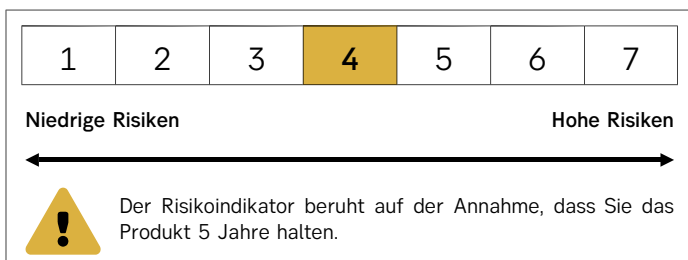 1 2 3 4 5 6 7
Niedrige Risiken Hohe Risiken
Der Risikoindikator beruht auf der Annahme, dass Sie das
Produkt 5 Jahre halten.